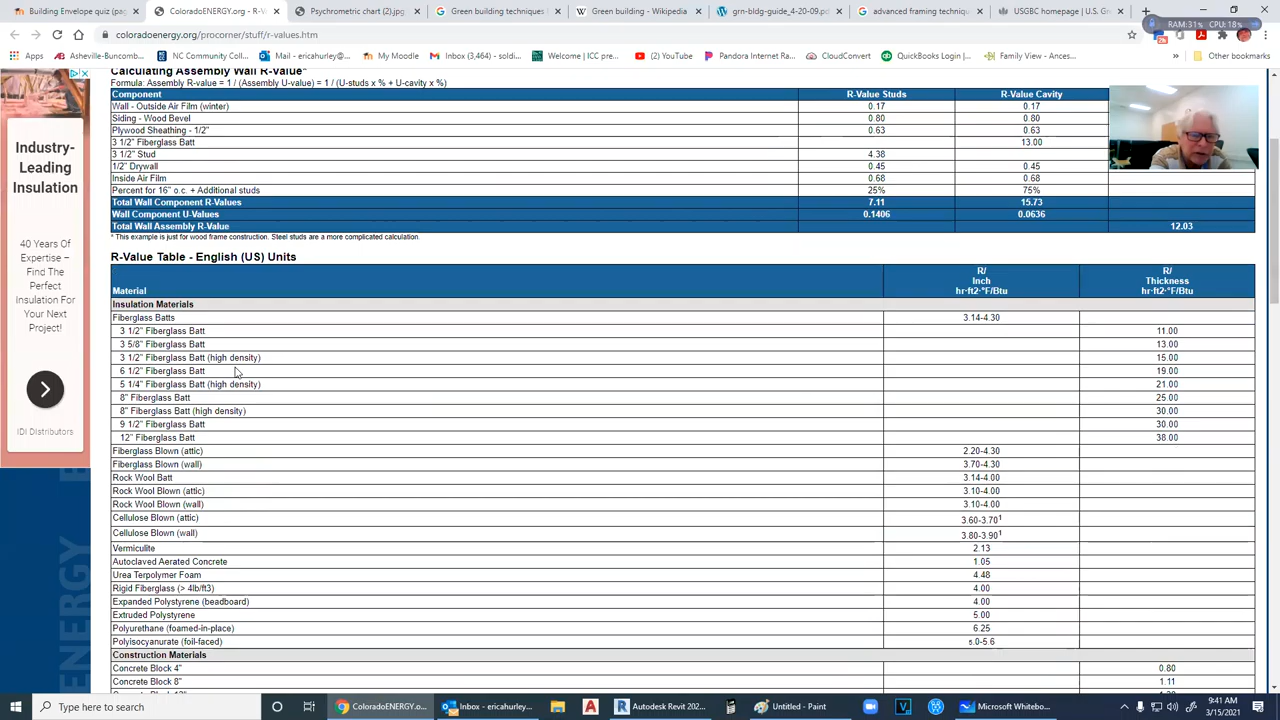 Building Envelope quiz (page
ColoradoENERGY.org - R-V
Psychrometric chart (2).jpg
Green building techniques
Green building - Wikipedia
grn-bldg-guide_4-20-09.pd
advanced framing techniqu
USGBC homepage | U.S. Gr
RAM:31% CPU: 18%
coloradoenergy.org/procorner/stuff/r-values.htm
Apps
Asheville-Buncomb...
NC Community Coll...
Inbox (3,464) - soldi...
Welcome | ICC pre...
My Moodle
(2) YouTube
Pandora Internet Ra...
CloudConvert
QuickBooks Login |...
Family View - Ances...
»
Other bookmarks
Calculating Assembly Wall R-Value*
Formula: Assembly R-value = 1 / (Assembly U-value) = 1 / (U-studs x % + U-cavity x %)
Component R-Value Studs R-Value Cavity
Wall - Outside Air Film (winter) 0.17 0.17
Siding - Wood Bevel 0.80 0.80
Plywood Sheathing - 1/2" 0.63 0.63
3 1/2" Fiberglass Batt 13.00
3 1/2" Stud 4.38
1/2" Drywall 0.45 0.45
Inside Air Film 0.68 0.68
Percent for 16" o.c. + Additional studs 25% 75%
Total Wall Component R-Values 7.11 15.73
Wall Component U-Values 0.1406 0.0636
Total Wall Assembly R-Value 12.03
* This example is just for wood frame construction. Steel studs are a more complicated calculation.
Industry-
Leading
Insulation
40 Years Of
Expertise –
Find The
Perfect
Insulation For
Your Next
Project!
IDI Distributors
ENERGY
R-Value Table - English (US) Units
Material
R/
Inch
hr·ft2·°F/Btu
R/
Thickness
hr·ft2·°F/Btu
Insulation Materials
Fiberglass Batts 3.14-4.30
3 1/2" Fiberglass Batt 11.00
3 5/8" Fiberglass Batt 13.00
3 1/2" Fiberglass Batt (high density) 15.00
6 1/2" Fiberglass Batt 19.00
5 1/4" Fiberglass Batt (high density) 21.00
8" Fiberglass Batt 25.00
8" Fiberglass Batt (high density) 30.00
9 1/2" Fiberglass Batt 30.00
12" Fiberglass Batt 38.00
Fiberglass Blown (attic) 2.20-4.30
Fiberglass Blown (wall) 3.70-4.30
Rock Wool Batt 3.14-4.00
Rock Wool Blown (attic) 3.10-4.00
Rock Wool Blown (wall) 3.10-4.00
Cellulose Blown (attic) 3.60-3.70¹
Cellulose Blown (wall) 3.80-3.90¹
Vermiculite 2.13
Autoclaved Aerated Concrete 1.05
Urea Terpolymer Foam 4.48
Rigid Fiberglass (> 4lb/ft3) 4.00
Expanded Polystyrene (beadboard) 4.00
Extruded Polystyrene 5.00
Polyurethane (foamed-in-place) 6.25
Polyisocyanurate (foil-faced) 5.0-5.6
Construction Materials
Concrete Block 4" 0.80
Concrete Block 8" 1.11
Type here to search
ColoradoENERGY.o...
Inbox - ericahurley...
Autodesk Revit 202...
Untitled - Paint
Microsoft Whitebo...
9:41 AM
3/15/2021